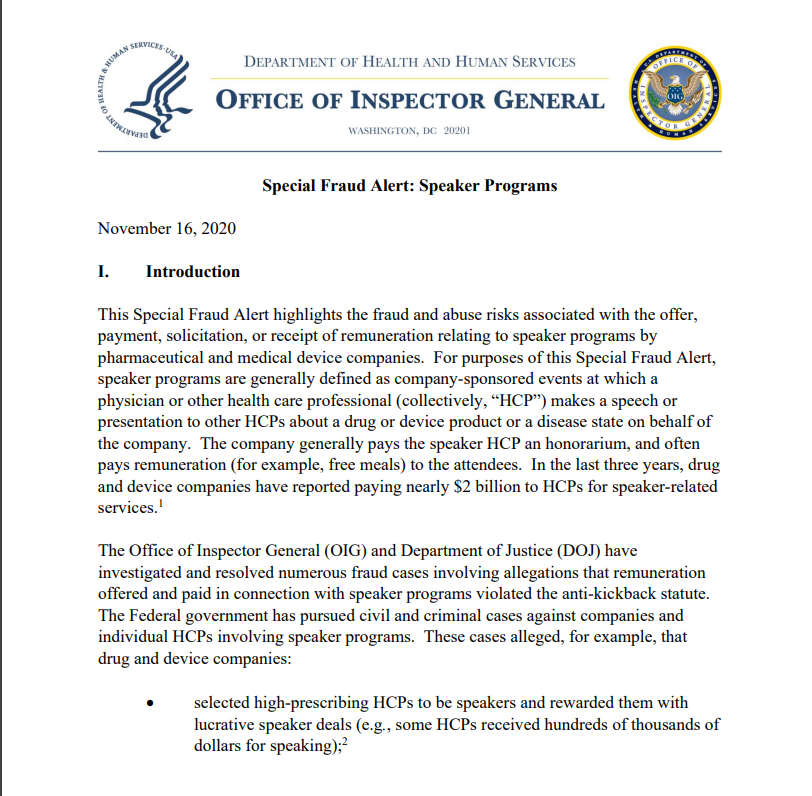 DEPARTMENT OF HEALTH & HUMAN SERVICES·USA
DEPARTMENT OF HEALTH AND HUMAN SERVICES
OFFICE OF INSPECTOR GENERAL
WASHINGTON, DC 20201
OIG
Special Fraud Alert: Speaker Programs
November 16, 2020
I. Introduction
This Special Fraud Alert highlights the fraud and abuse risks associated with the offer,
payment, solicitation, or receipt of remuneration relating to speaker programs by
pharmaceutical and medical device companies. For purposes of this Special Fraud Alert,
speaker programs are generally defined as company-sponsored events at which a
physician or other health care professional (collectively, “HCP”) makes a speech or
presentation to other HCPs about a drug or device product or a disease state on behalf of
the company. The company generally pays the speaker HCP an honorarium, and often
pays remuneration (for example, free meals) to the attendees. In the last three years, drug
and device companies have reported paying nearly $2 billion to HCPs for speaker-related
services.¹
The Office of Inspector General (OIG) and Department of Justice (DOJ) have
investigated and resolved numerous fraud cases involving allegations that remuneration
offered and paid in connection with speaker programs violated the anti-kickback statute.
The Federal government has pursued civil and criminal cases against companies and
individual HCPs involving speaker programs. These cases alleged, for example, that
drug and device companies:
• selected high-prescribing HCPs to be speakers and rewarded them with
lucrative speaker deals (e.g., some HCPs received hundreds of thousands of
dollars for speaking);²